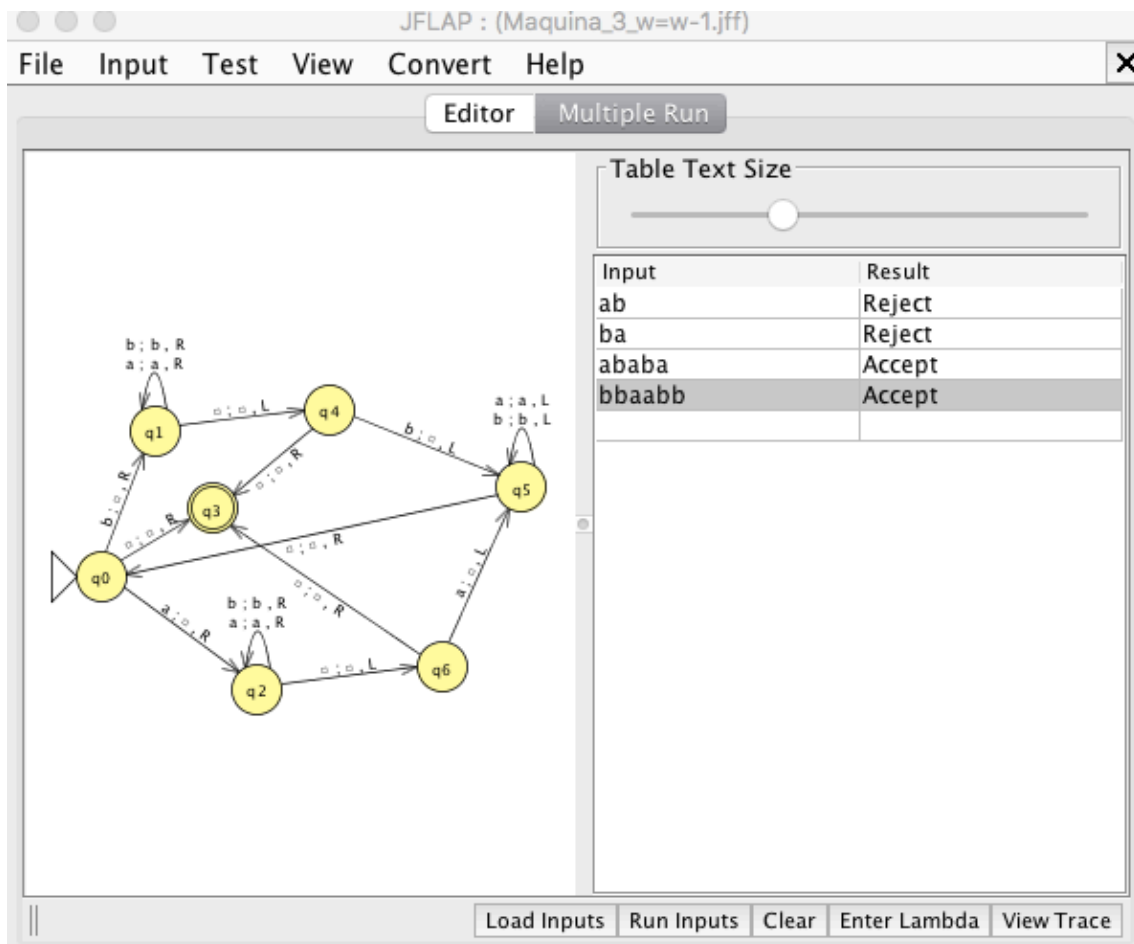 JFLAP : (Maquina_3_w=w-1.jff)
File Input Test View Convert Help
Editor Multiple Run
Table Text Size
Input Result
ab Reject
ba Reject
ababa Accept
bbaabb Accept
b ; b , R
a ; a , R
q1
□ ; □ , L
q4
a ; a , L
b ; b , L
b ; □ , L
q5
□ ; □ , R
q3
b ; □ , R
□ ; □ , R
□ ; □ , R
q0
b ; b , R
a ; a , R
□ ; □ , R
a ; □ , R
a ; □ , L
q2
□ ; □ , L
q6
Load Inputs Run Inputs Clear Enter Lambda View Trace